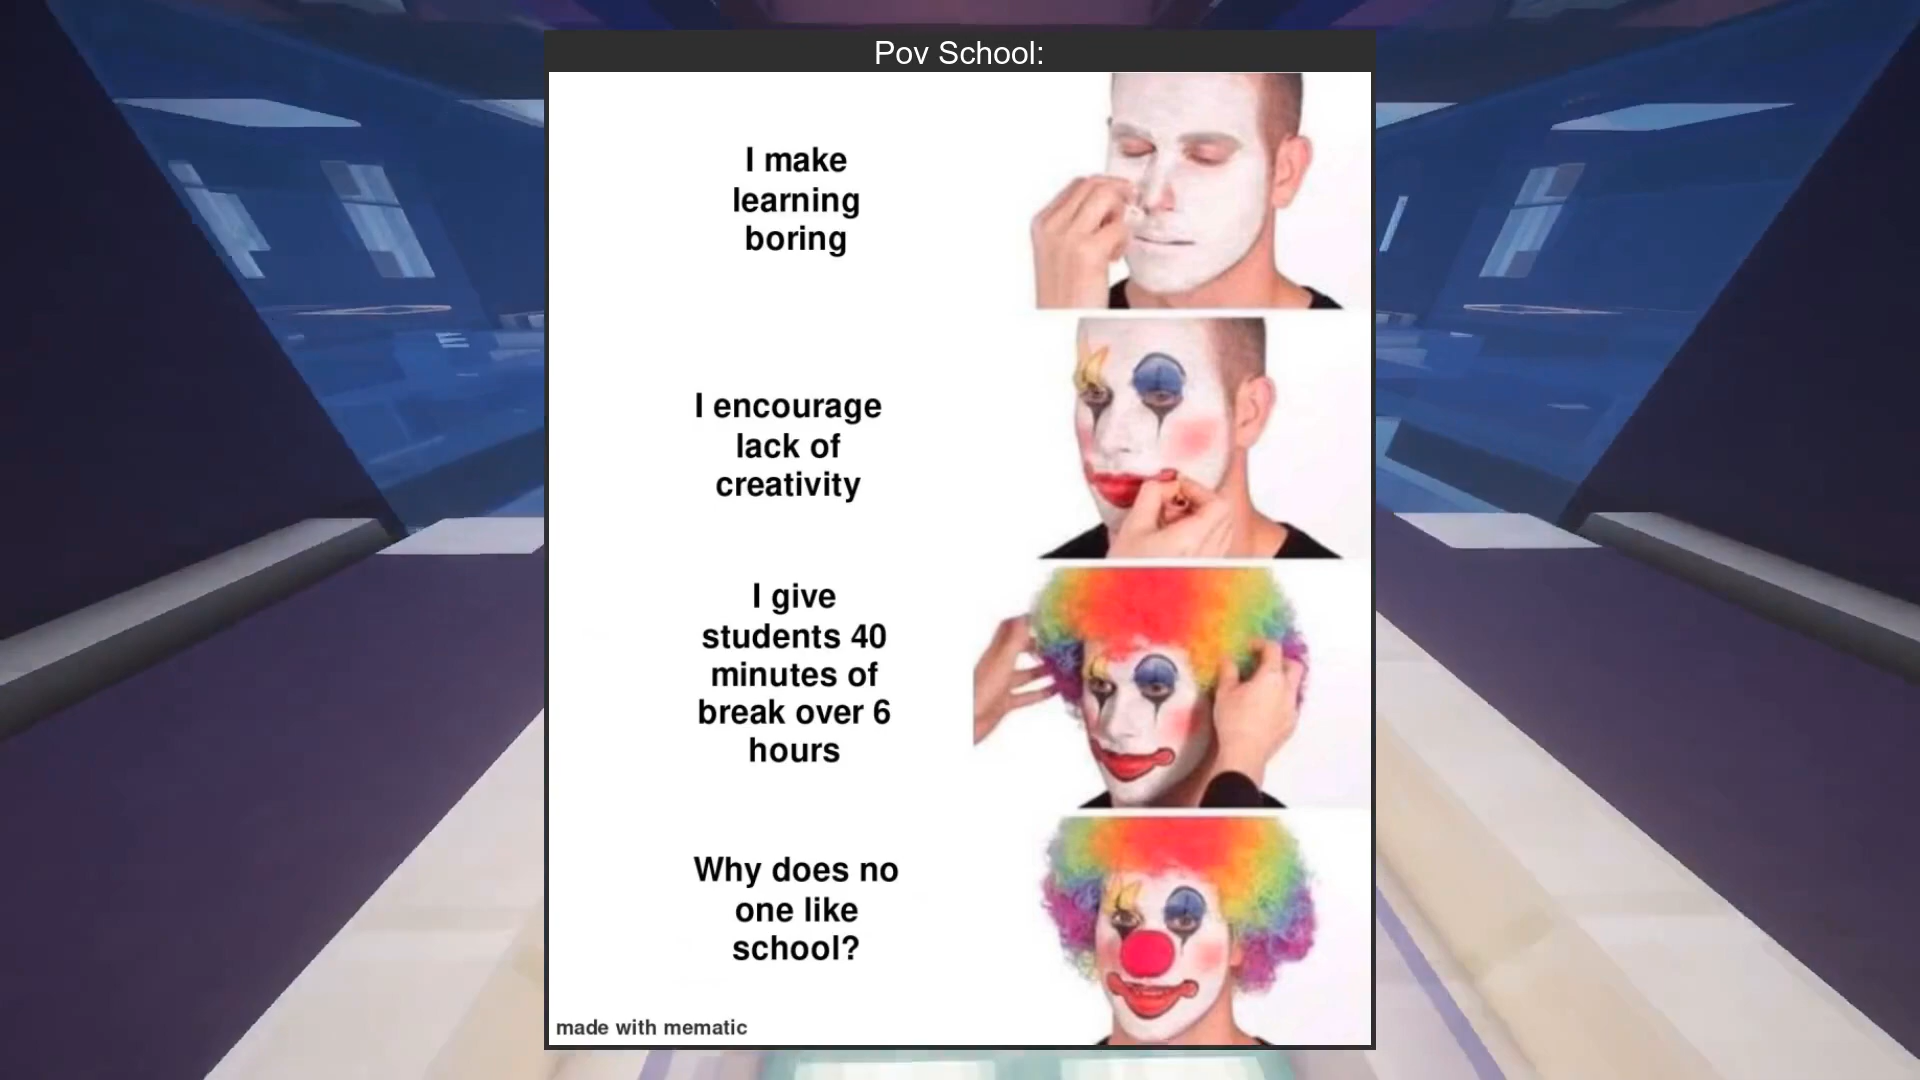 Pov School:
I make
learning
boring
I encourage
lack of
creativity
I give
students 40
minutes of
break over 6
hours
Why does no
one like
school?
made with mematic